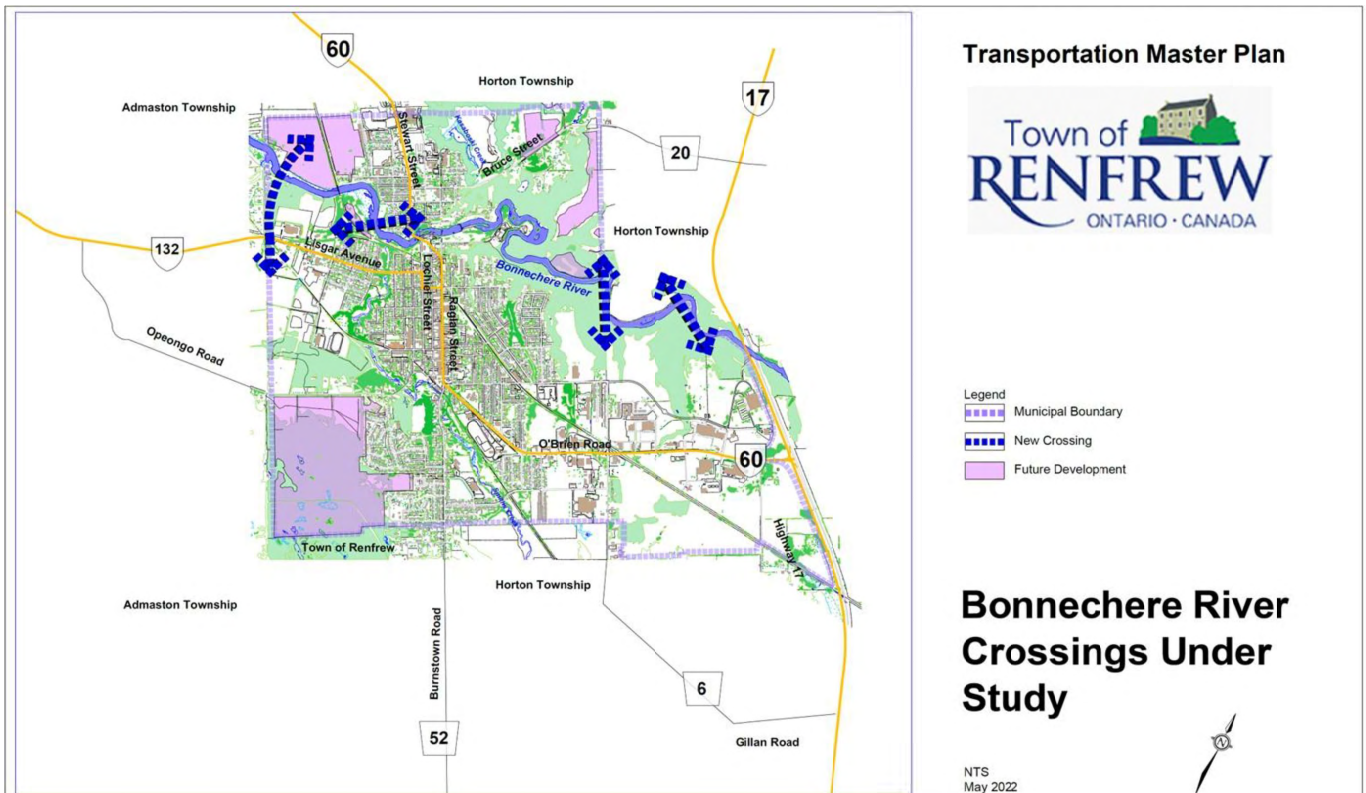 60
Horton Township
Admaston Township
17
Stewart Street
Bruce Street
20
Horton Township
132
Lisgar Avenue
Lochiel Street
Raglan Street
Bonnechere River
Opeongo Road
O'Brien Road
60
Highway 17
Town of Renfrew
Horton Township
Admaston Township
Burnstown Road
6
52
Gillan Road
Transportation Master Plan
Town of
RENFREW
ONTARIO · CANADA
Legend
Municipal Boundary
New Crossing
Future Development
Bonnechere River
Crossings Under
Study
N
NTS
May 2022